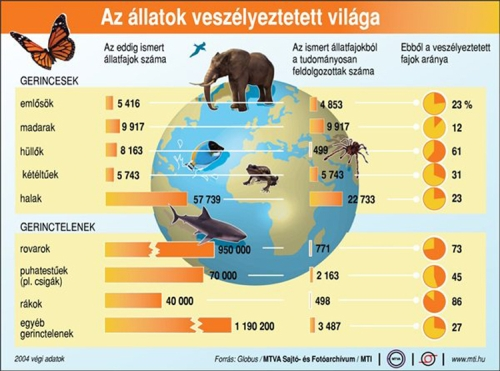 Az állatok veszélyeztetett világa
Az eddig ismert
állatfajok száma
Az ismert állatfajokból
a tudományosan
feldolgozottak száma
Ebből a veszélyeztetett
fajok aránya
GERINCESEK
emlősök 5 416 4 853 23 %
madarak 9 917 9 917 12
hüllők 8 163 499 61
kétéltűek 5 743 5 743 31
halak 57 739 22 733 23
GERINCTELENEK
rovarok 950 000 771 73
puhatestűek
(pl. csigák) 70 000 2 163 45
rákok 40 000 498 86
egyéb
gerinctelenek 1 190 200 3 487 27
2004 végi adatok Forrás: Globus / MTVA Sajtó- és Fotóarchívum / MTI www.mti.hu